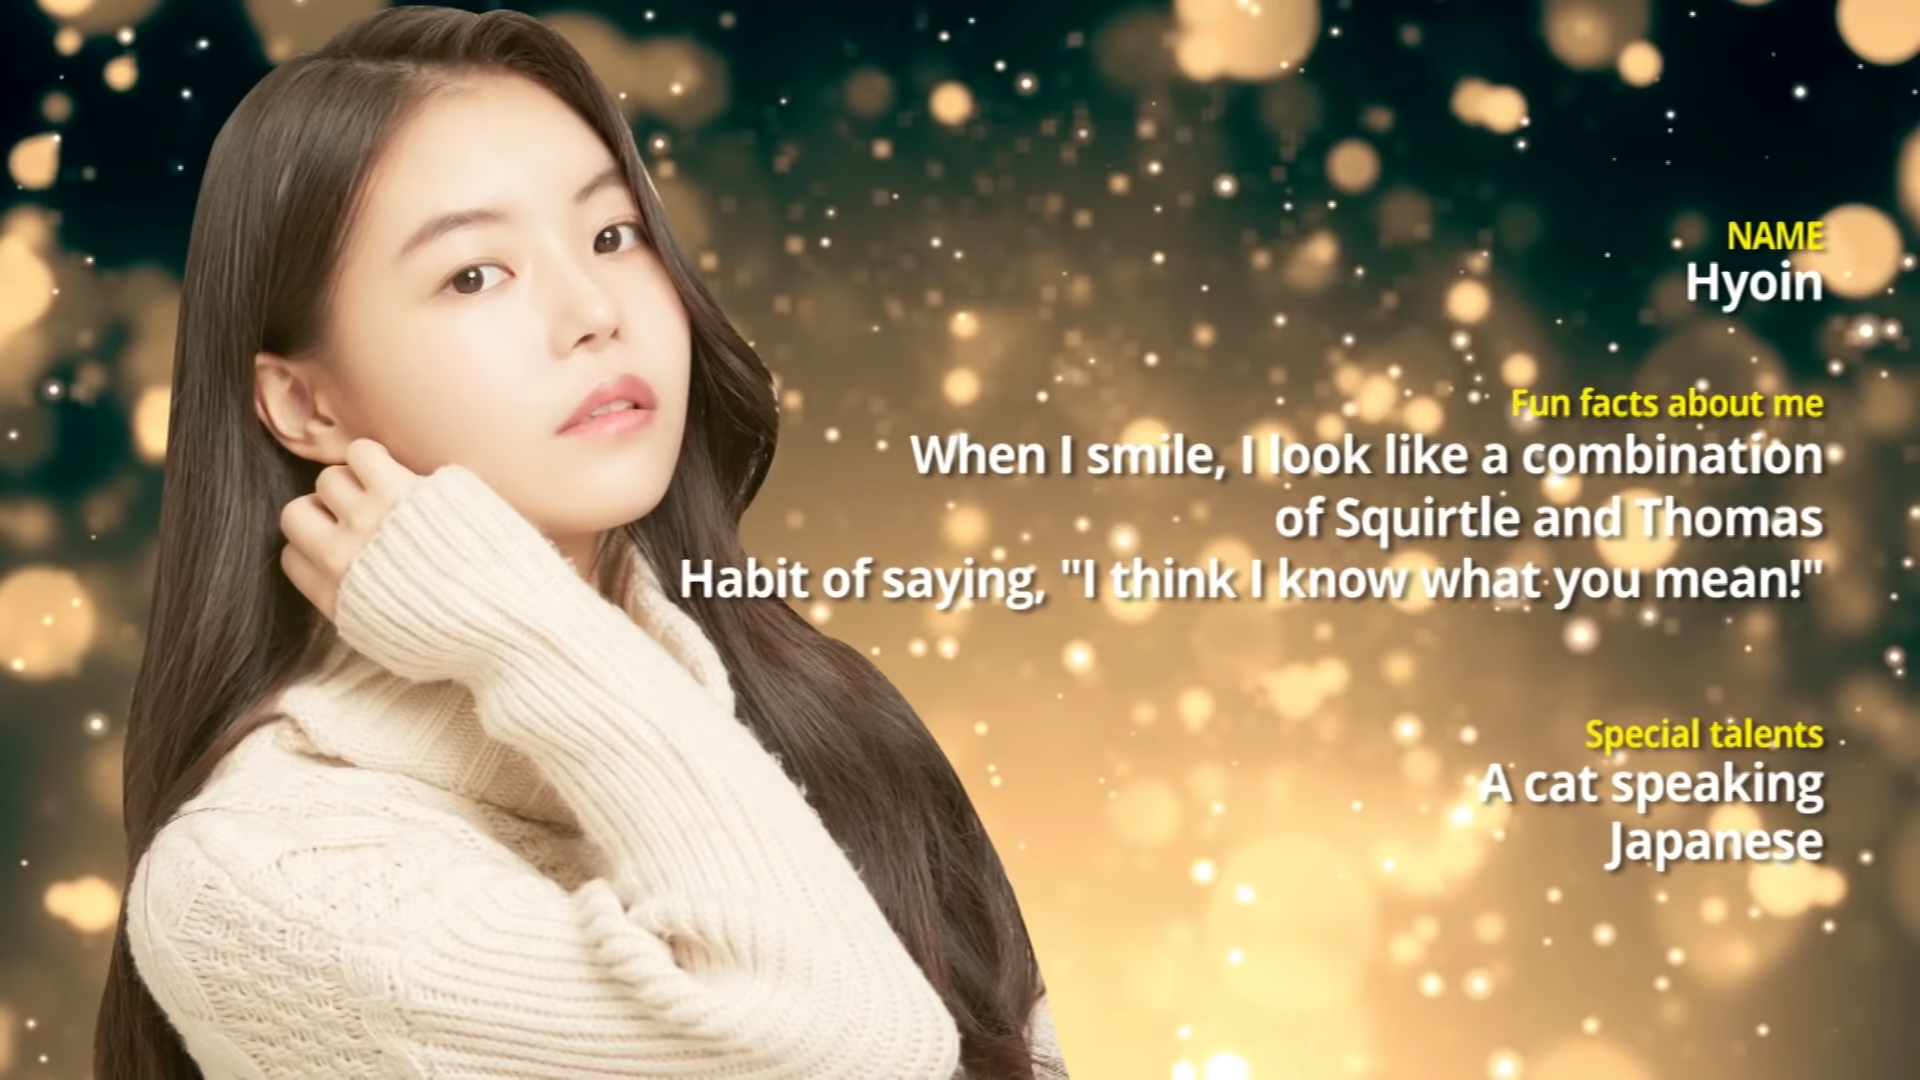 NAME
Hyoin
Fun facts about me
When I smile, I look like a combination
of Squirtle and Thomas
Habit of saying, "I think I know what you mean!"
Special talents
A cat speaking
Japanese